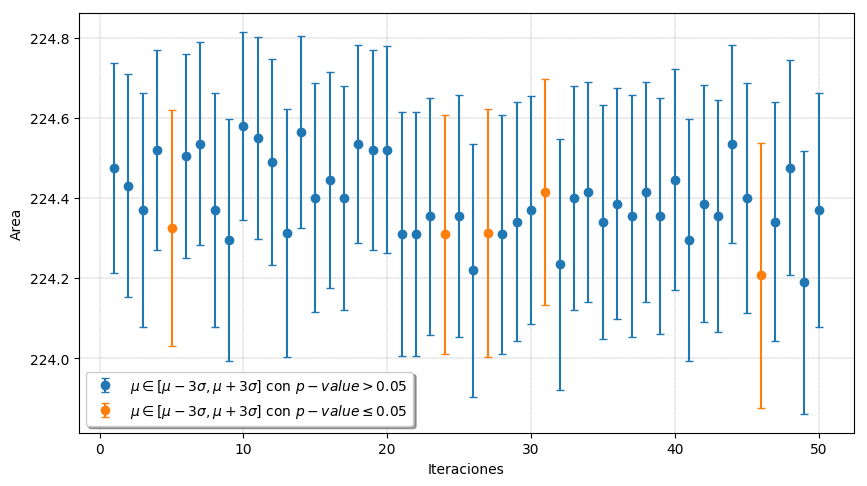 224.8
224.6
224.4
224.2
224.0
Area
μ ∈ [μ − 3σ, μ + 3σ] con p − value > 0.05
μ ∈ [μ − 3σ, μ + 3σ] con p − value ≤ 0.05
0 10 20 30 40 50
Iteraciones